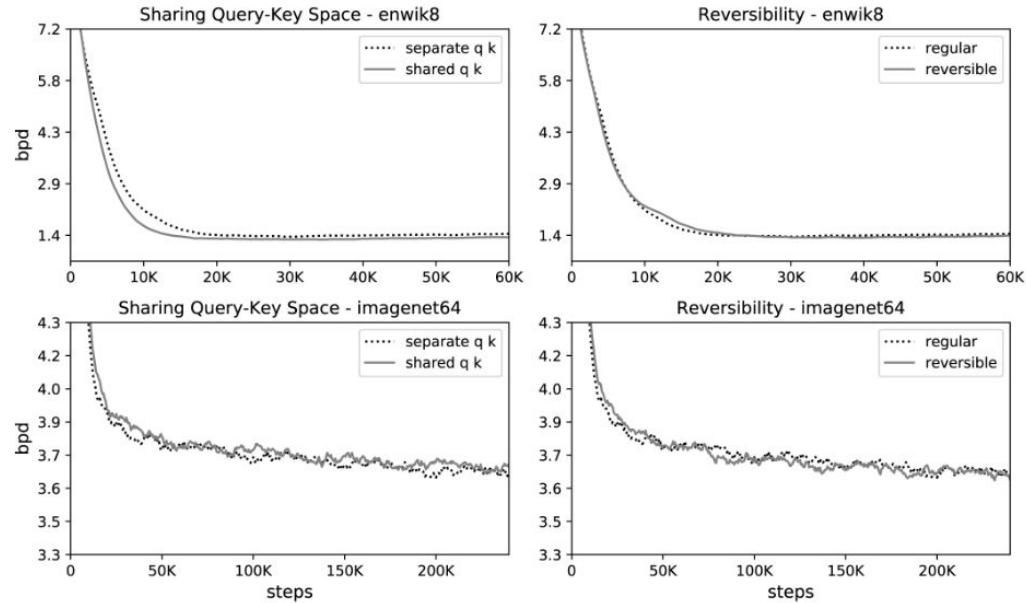 Sharing Query-Key Space - enwik8
7.2
5.8
4.3
2.9
1.4
bpd
separate q k
shared q k
0 10K 20K 30K 40K 50K 60K
Reversibility - enwik8
7.2
5.8
4.3
2.9
1.4
regular
reversible
0 10K 20K 30K 40K 50K 60K
Sharing Query-Key Space - imagenet64
4.3
4.2
4.0
3.9
3.7
3.6
3.5
3.3
bpd
separate q k
shared q k
0 50K 100K 150K 200K
steps
Reversibility - imagenet64
4.3
4.2
4.0
3.9
3.7
3.6
3.5
3.3
regular
reversible
0 50K 100K 150K 200K
steps